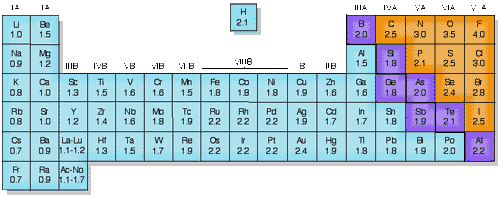 H
2.1
IA IIA IIIA IVA VA VIA VIIA
Li Be B C N O F
1.0 1.5 2.0 2.5 3.0 3.5 4.0
Na Mg Al Si P S Cl
0.9 1.2 1.5 1.8 2.1 2.5 3.0
IIIB IVB VB VIB VIIB VIIIB IB IIB
K Ca Sc Ti V Cr Mn Fe Co Ni Cu Zn Ga Ge As Se Br
0.8 1.0 1.3 1.5 1.6 1.6 1.5 1.8 1.8 1.8 1.9 1.6 1.6 1.8 2.0 2.4 2.8
Rb Sr Y Zr Nb Mo Tc Ru Rh Pd Ag Cd In Sn Sb Te I
0.8 1.0 1.2 1.4 1.6 1.8 1.9 2.2 2.2 2.2 1.9 1.7 1.7 1.8 1.9 2.1 2.5
Cs Ba La-Lu Hf Ta W Re Os Ir Pt Au Hg Tl Pb Bi Po At
0.7 0.9 1.1-1.2 1.3 1.5 1.7 1.9 2.2 2.2 2.2 2.4 1.9 1.8 1.8 1.9 2.0 2.2
Fr Ra Ac-No
0.7 0.9 1.1-1.7